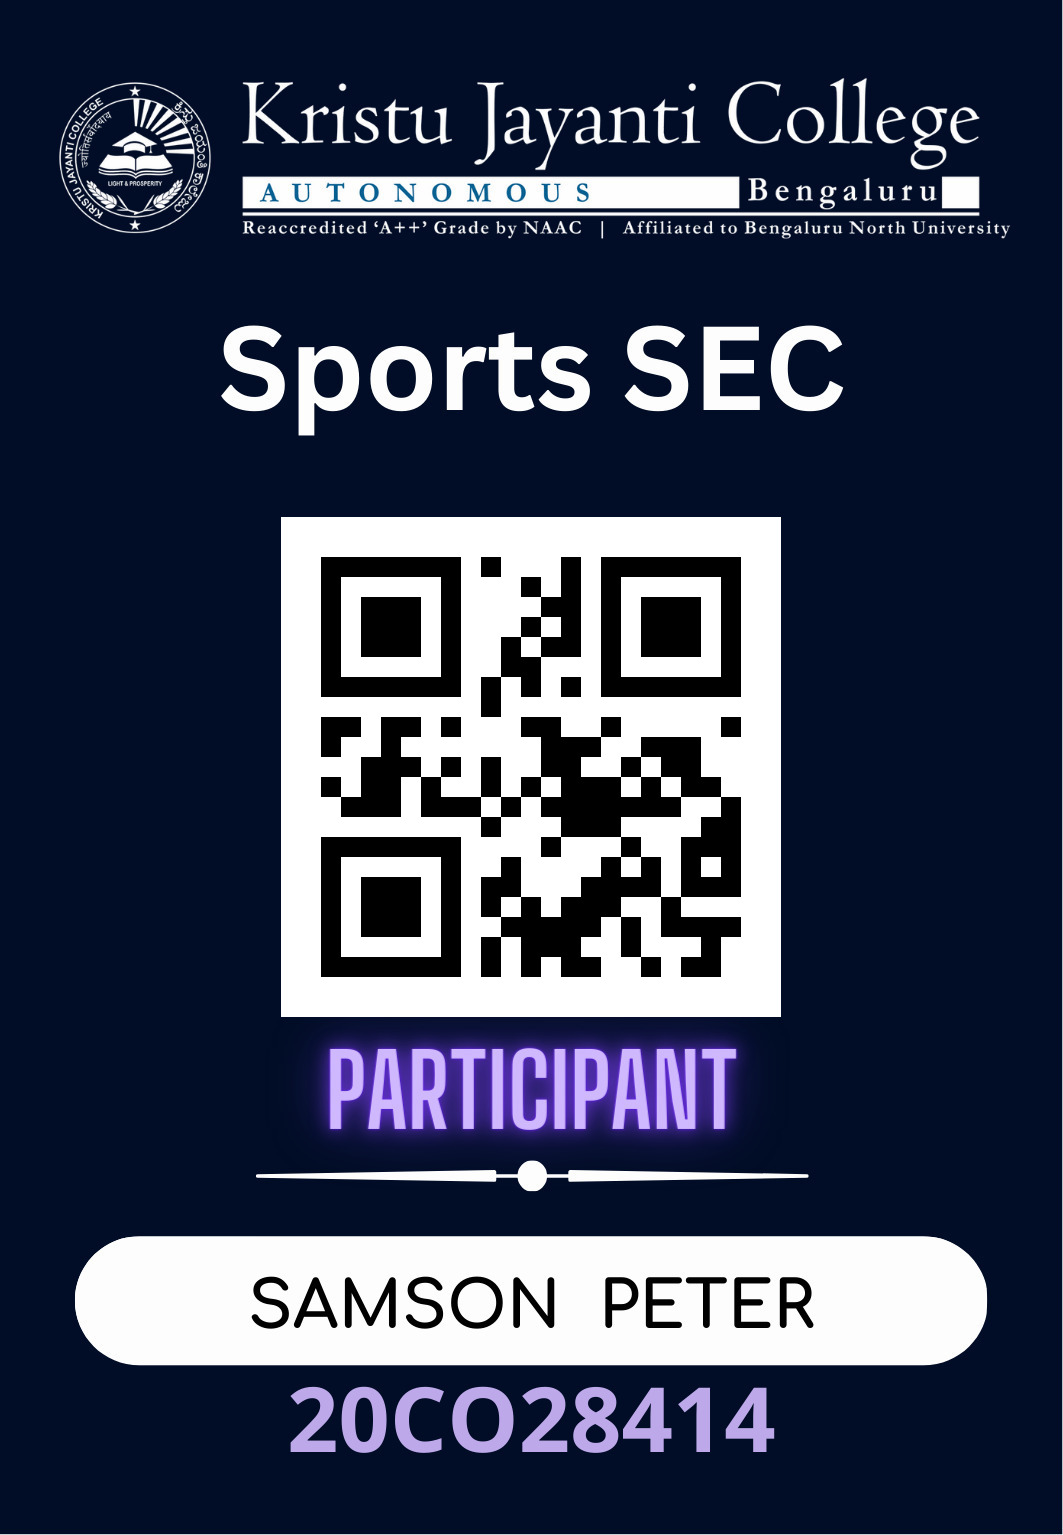 KRISTU JAYANTI COLLEGE
ज्योतिसंवादयाय
LIGHT & PROSPERITY
Kristu Jayanti College
AUTONOMOUS Bengaluru
Reaccredited ‘A++’ Grade by NAAC | Affiliated to Bengaluru North University
Sports SEC
PARTICIPANT
SAMSON PETER
20CO28414